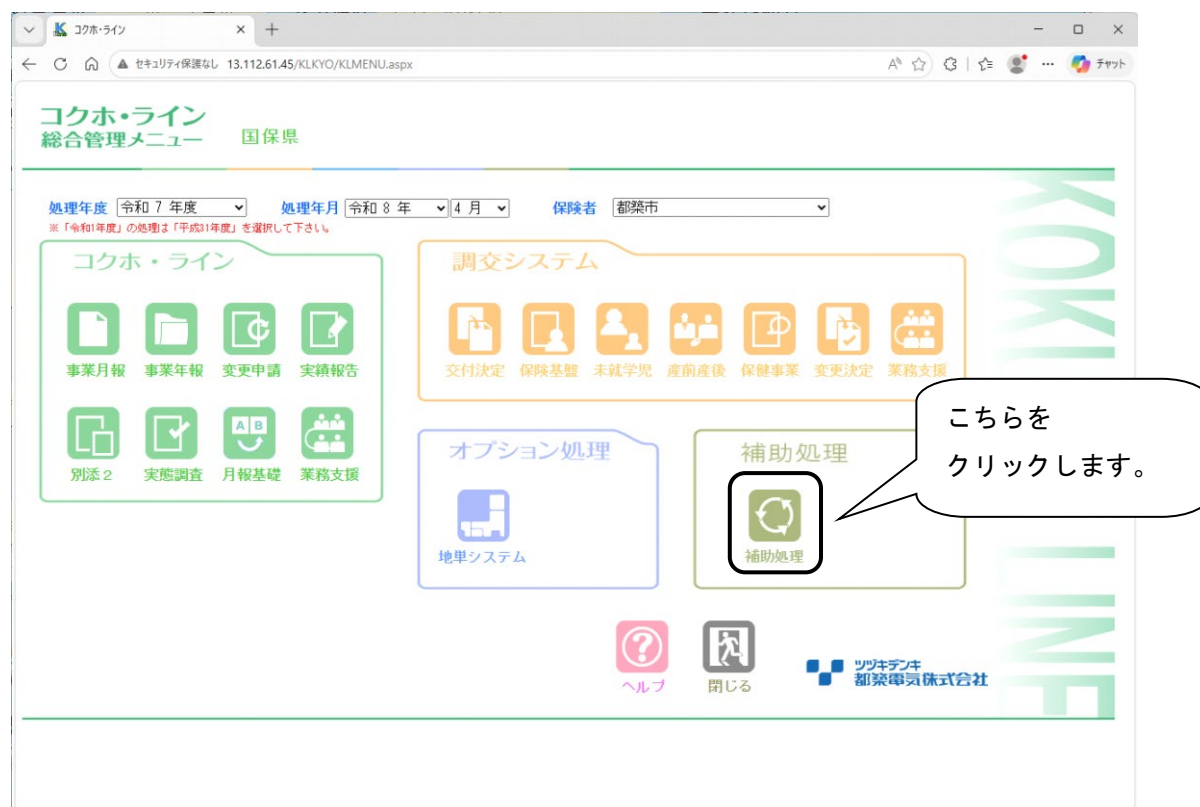 コクホ・ライン
セキュリティ保護なし 13.112.61.45/KLKYO/KLMENU.aspx
チャット
コクホ・ライン
総合管理メニュー 国保県
処理年度 令和 7 年度 処理年月 令和 8 年 4 月 保険者 都築市
※「令和1年度」の処理は「平成31年度」を選択して下さい。
コクホ・ライン
事業月報 事業年報 変更申請 実績報告
別添2 実態調査 月報基礎 業務支援
調交システム
交付決定 保険基盤 未就学児 産前産後 保健事業 変更決定 業務支援
オプション処理
地単システム
補助処理
補助処理
こちらを
クリックします。
ヘルプ 閉じる
ツヅキデンキ
都築電気株式会社
KOKUHO LINE